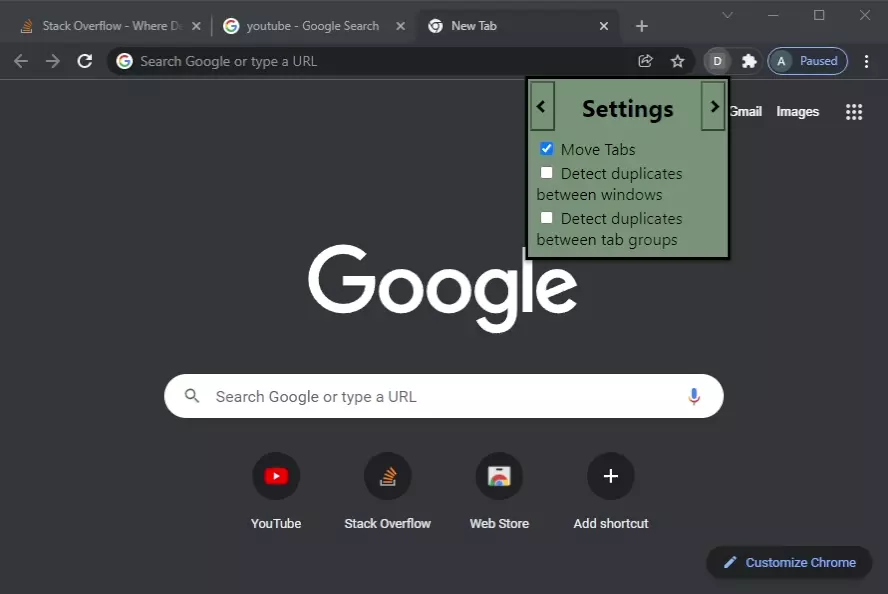 Stack Overflow - Where De
youtube - Google Search
New Tab
Search Google or type a URL
D
A Paused
Settings
Gmail Images
Move Tabs
Detect duplicates
between windows
Detect duplicates
between tab groups
Google
Search Google or type a URL
YouTube
Stack Overflow
Web Store
Add shortcut
Customize Chrome